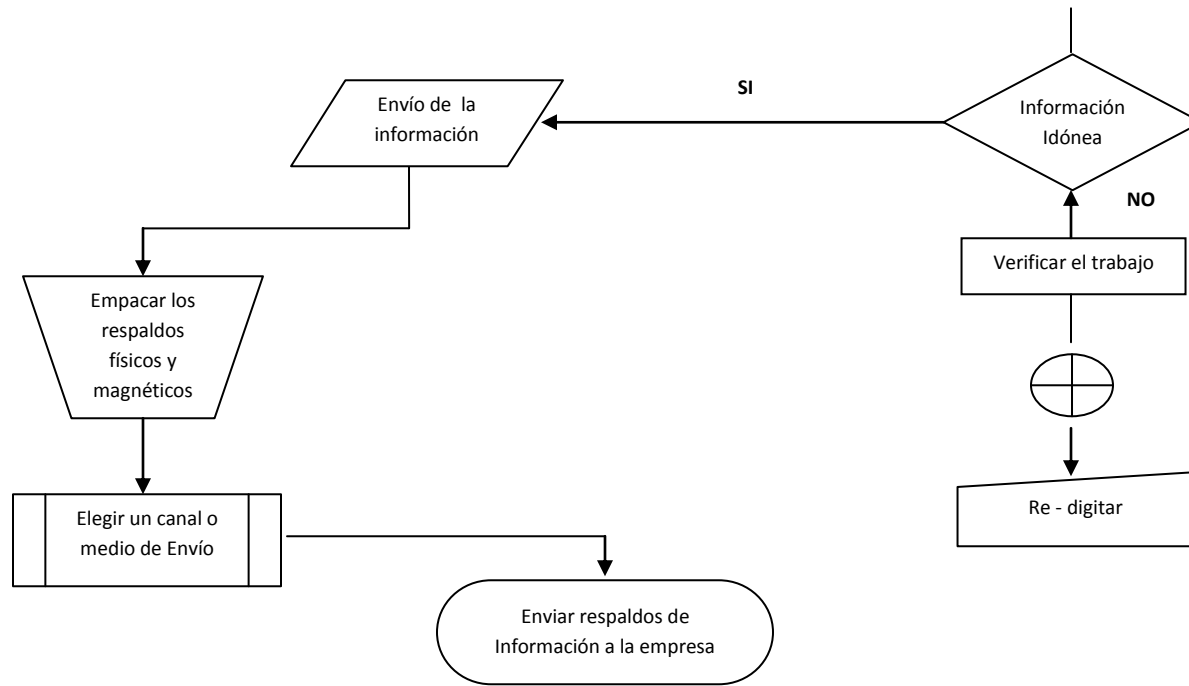 SI
Envío de la
información
Información
Idónea
NO
Verificar el trabajo
Empacar los
respaldos
físicos y
magnéticos
Re - digitar
Elegir un canal o
medio de Envío
Enviar respaldos de
Información a la empresa